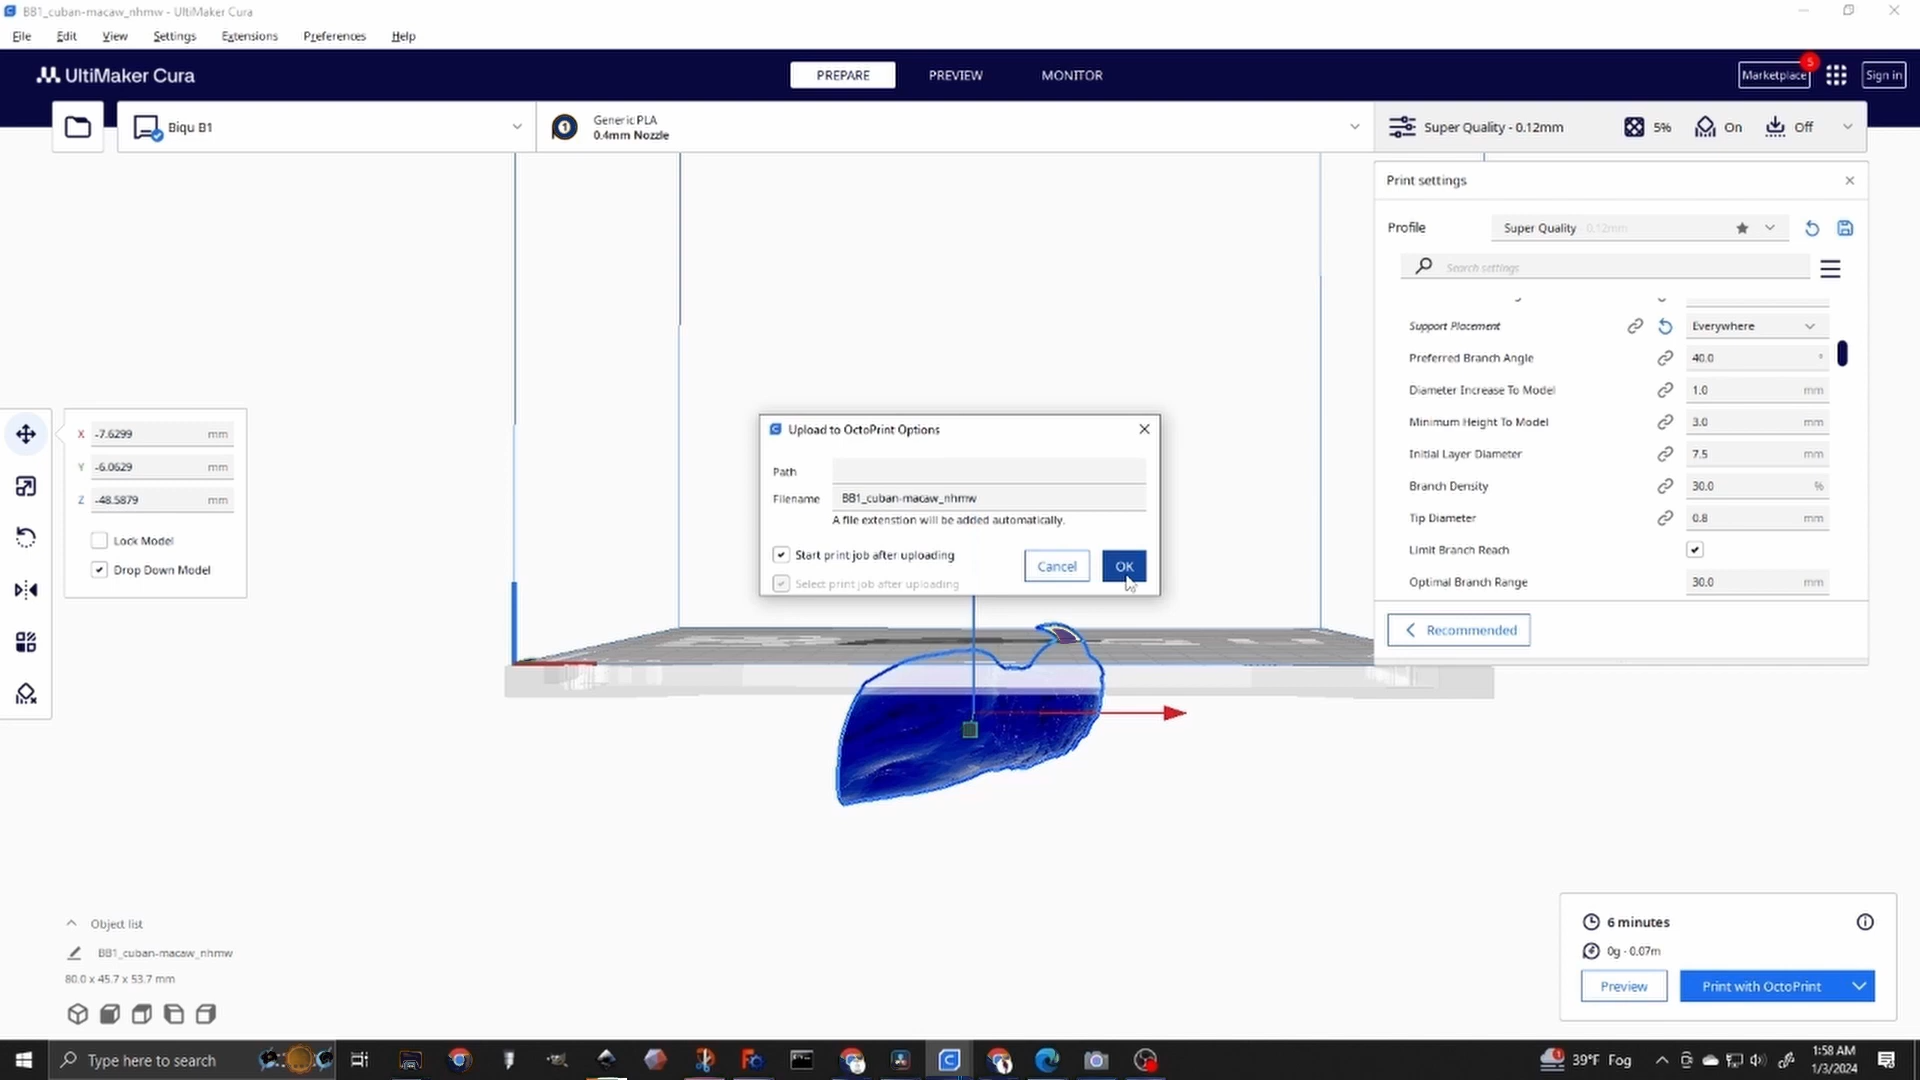 BB1_cuban-macaw_nhmw - UltiMaker Cura
File Edit View Settings Extensions Preferences Help
UltiMaker Cura
PREPARE
PREVIEW
MONITOR
Marketplace
5
Sign in
Biqu B1
1
Generic PLA
0.4mm Nozzle
Super Quality - 0.12mm
5%
On
Off
Print settings
Profile
Super Quality 0.12mm
Search settings
Support Placement Everywhere
Preferred Branch Angle 40.0 °
Diameter Increase To Model 1.0 mm
Minimum Height To Model 3.0 mm
Initial Layer Diameter 7.5 mm
Branch Density 30.0 %
Tip Diameter 0.8 mm
Limit Branch Reach
Optimal Branch Range 30.0 mm
Recommended
X -7.6299 mm
Y -6.0629 mm
Z -48.5879 mm
Lock Model
Drop Down Model
Upload to OctoPrint Options
Path
Filename BB1_cuban-macaw_nhmw
A file extenstion will be added automatically.
Start print job after uploading
Select print job after uploading
Cancel
OK
Object list
BB1_cuban-macaw_nhmw
80.0 x 45.7 x 53.7 mm
6 minutes
0g · 0.07m
Preview
Print with OctoPrint
Type here to search
39°F Fog
1:58 AM
1/3/2024